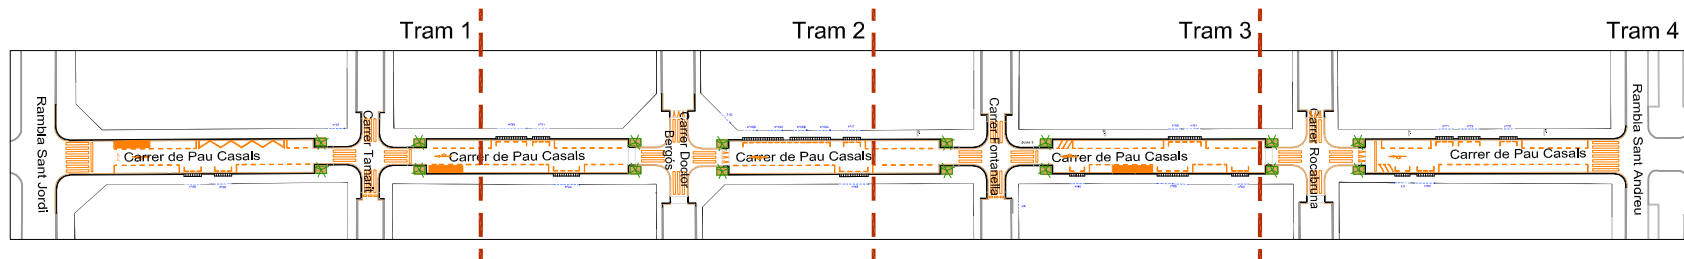 Tram 1
Tram 2
Tram 3
Tram 4
Rambla Sant Jordi
Carrer de Pau Casals
Carrer Tamarit
Carrer de Pau Casals
Carrer Doctor
Bergós
Carrer de Pau Casals
Carrer Fontanella
Carrer de Pau Casals
Carrer Rocabruna
Carrer de Pau Casals
Rambla Sant Andreu